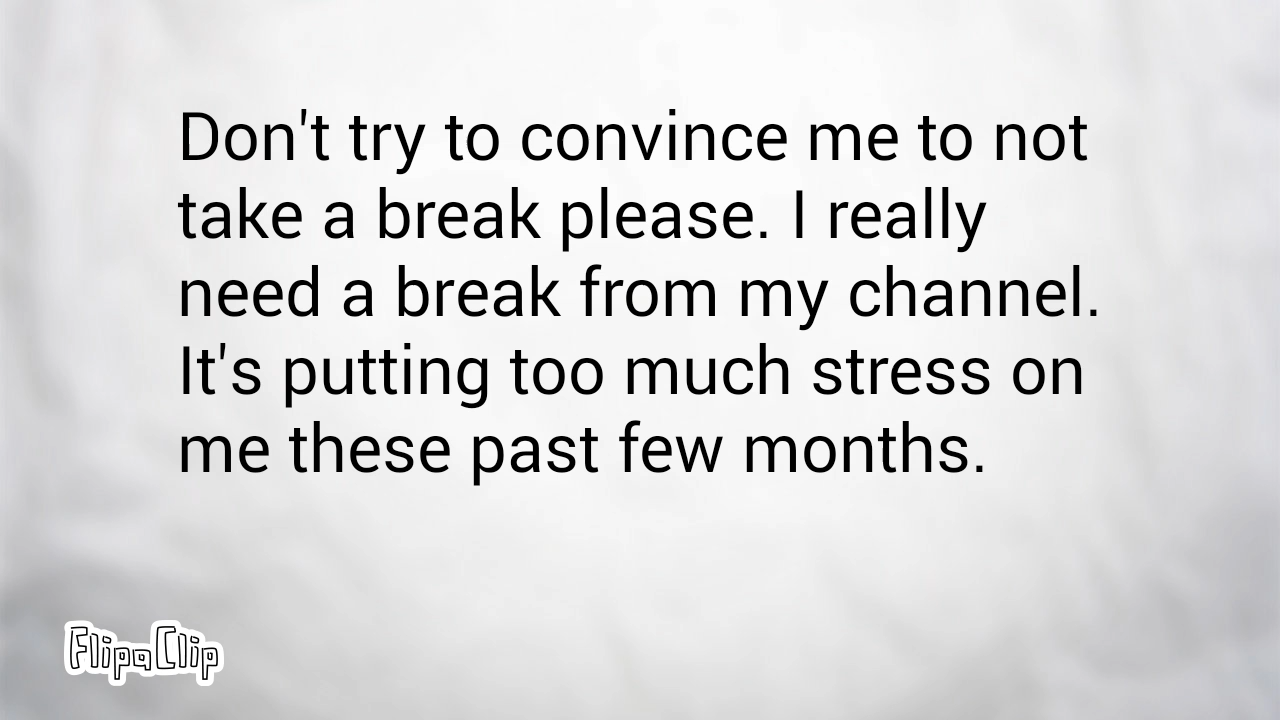 Don't try to convince me to not
take a break please. I really
need a break from my channel.
It's putting too much stress on
me these past few months.
FlipaClip